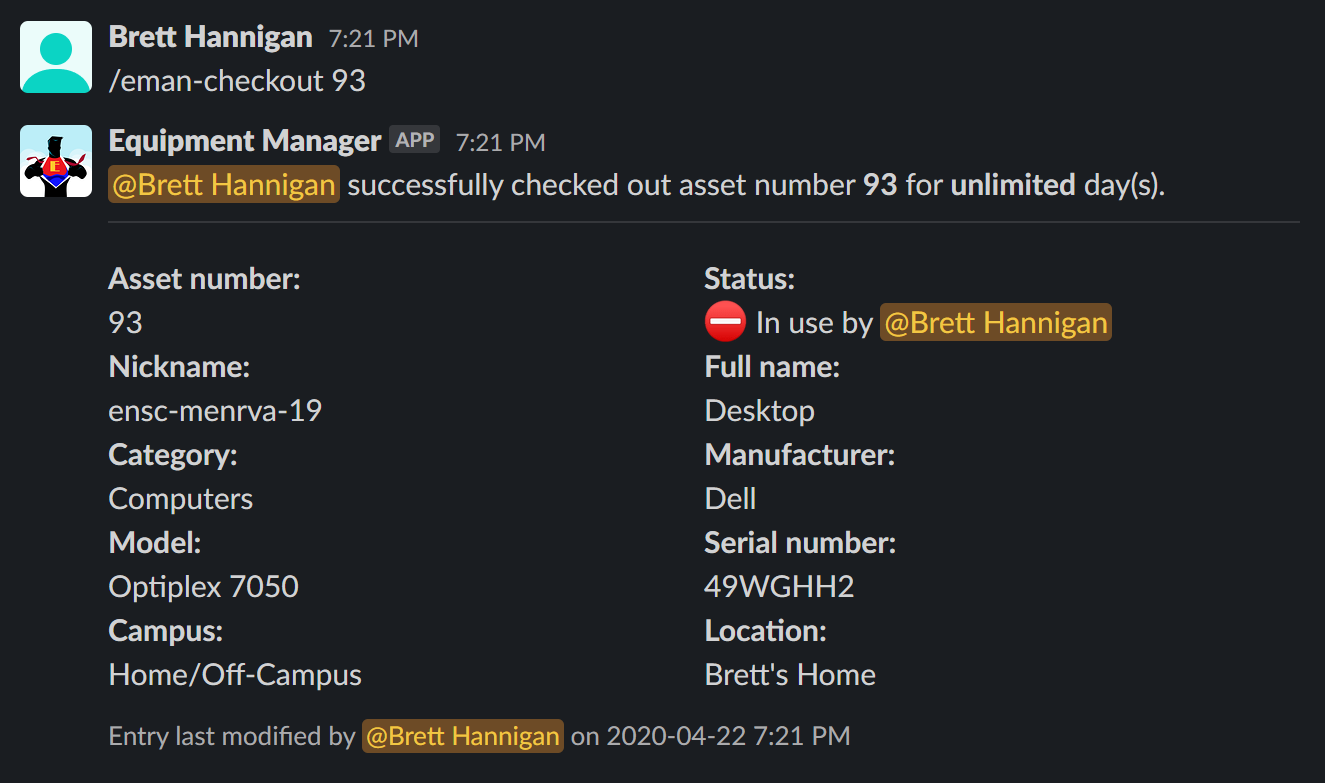 Brett Hannigan 7:21 PM
/eman-checkout 93
Equipment Manager APP 7:21 PM
@Brett Hannigan successfully checked out asset number 93 for unlimited day(s).
Asset number:
93
Status:
In use by @Brett Hannigan
Nickname:
ensc-menrva-19
Full name:
Desktop
Category:
Computers
Manufacturer:
Dell
Model:
Optiplex 7050
Serial number:
49WGHH2
Campus:
Home/Off-Campus
Location:
Brett's Home
Entry last modified by @Brett Hannigan on 2020-04-22 7:21 PM
E